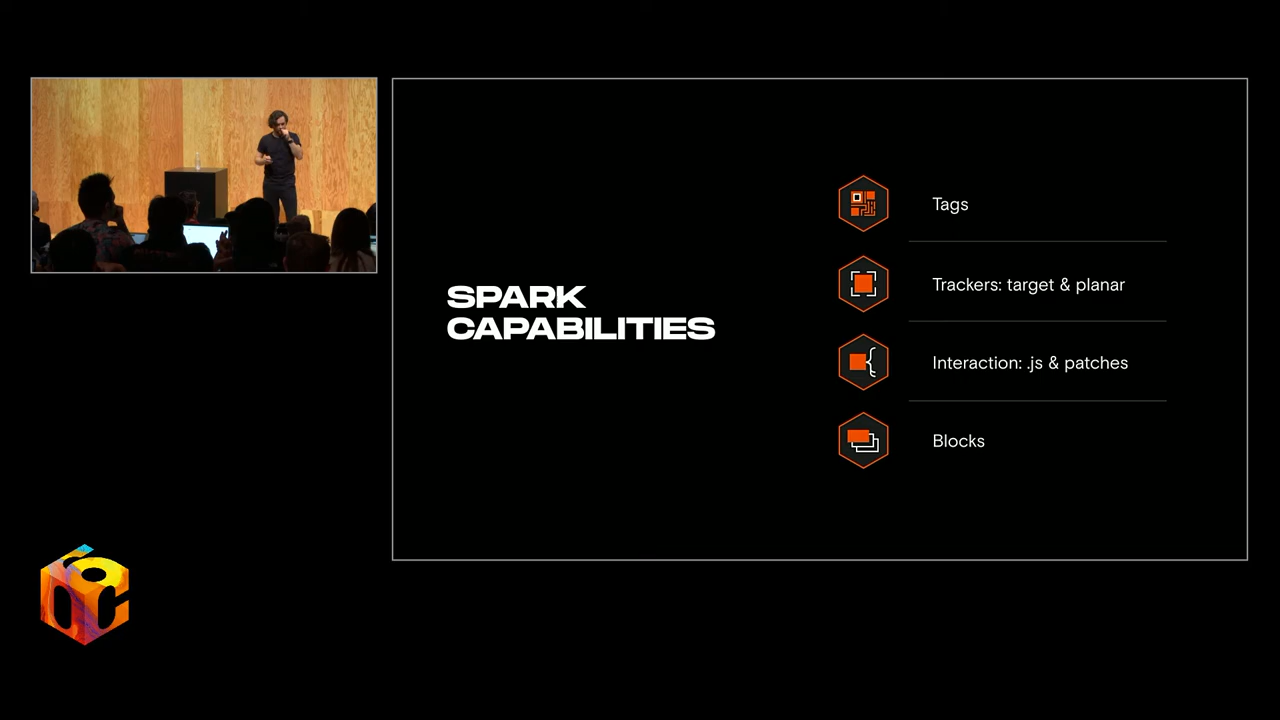 SPARK
CAPABILITIES
Tags
Trackers: target & planar
Interaction: .js & patches
Blocks